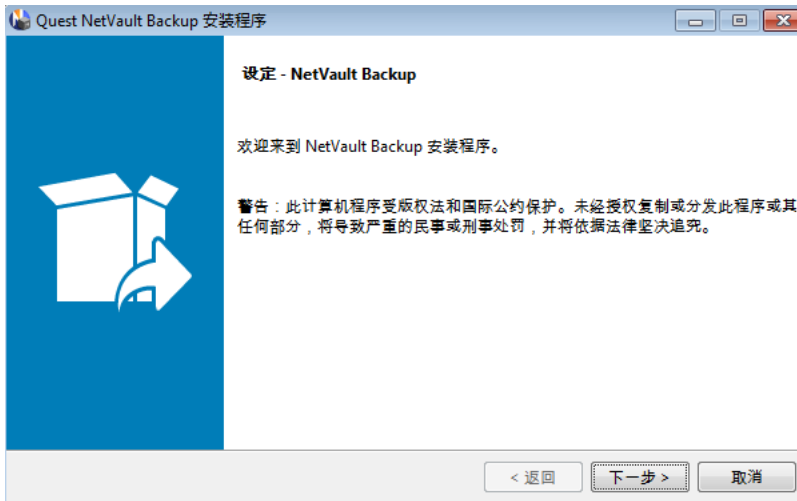 Quest NetVault Backup 安装程序
设定 - NetVault Backup
欢迎来到 NetVault Backup 安装程序。
警告：此计算机程序受版权法和国际公约保护。未经授权复制或分发此程序或其
任何部分，将导致严重的民事或刑事处罚，并将依据法律坚决追究。
< 返回
下一步 >
取消